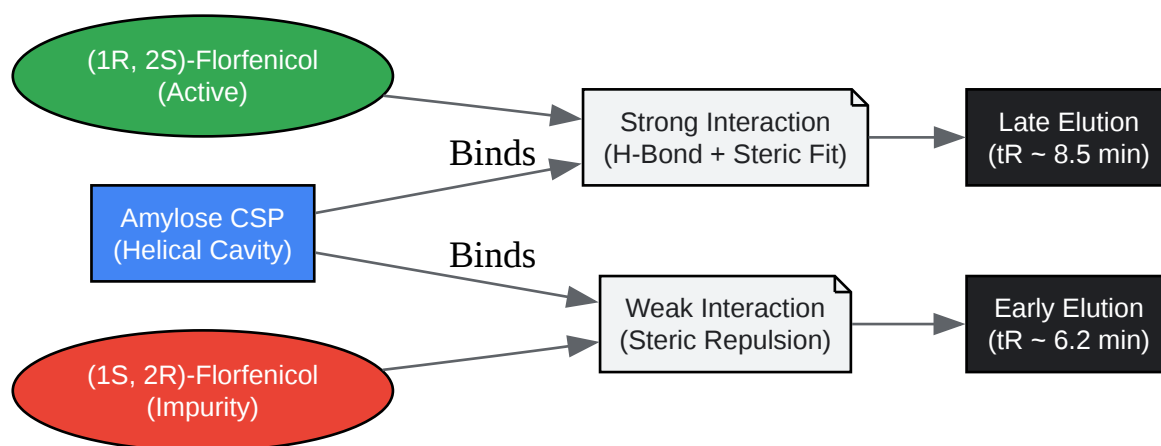 (1R, 2S)-Florfenicol
(Active)
Strong Interaction
(H-Bond + Steric Fit)
Late Elution
(tR ~ 8.5 min)
Binds
Amylose CSP
(Helical Cavity)
Binds
Weak Interaction
(Steric Repulsion)
Early Elution
(tR ~ 6.2 min)
(1S, 2R)-Florfenicol
(Impurity)